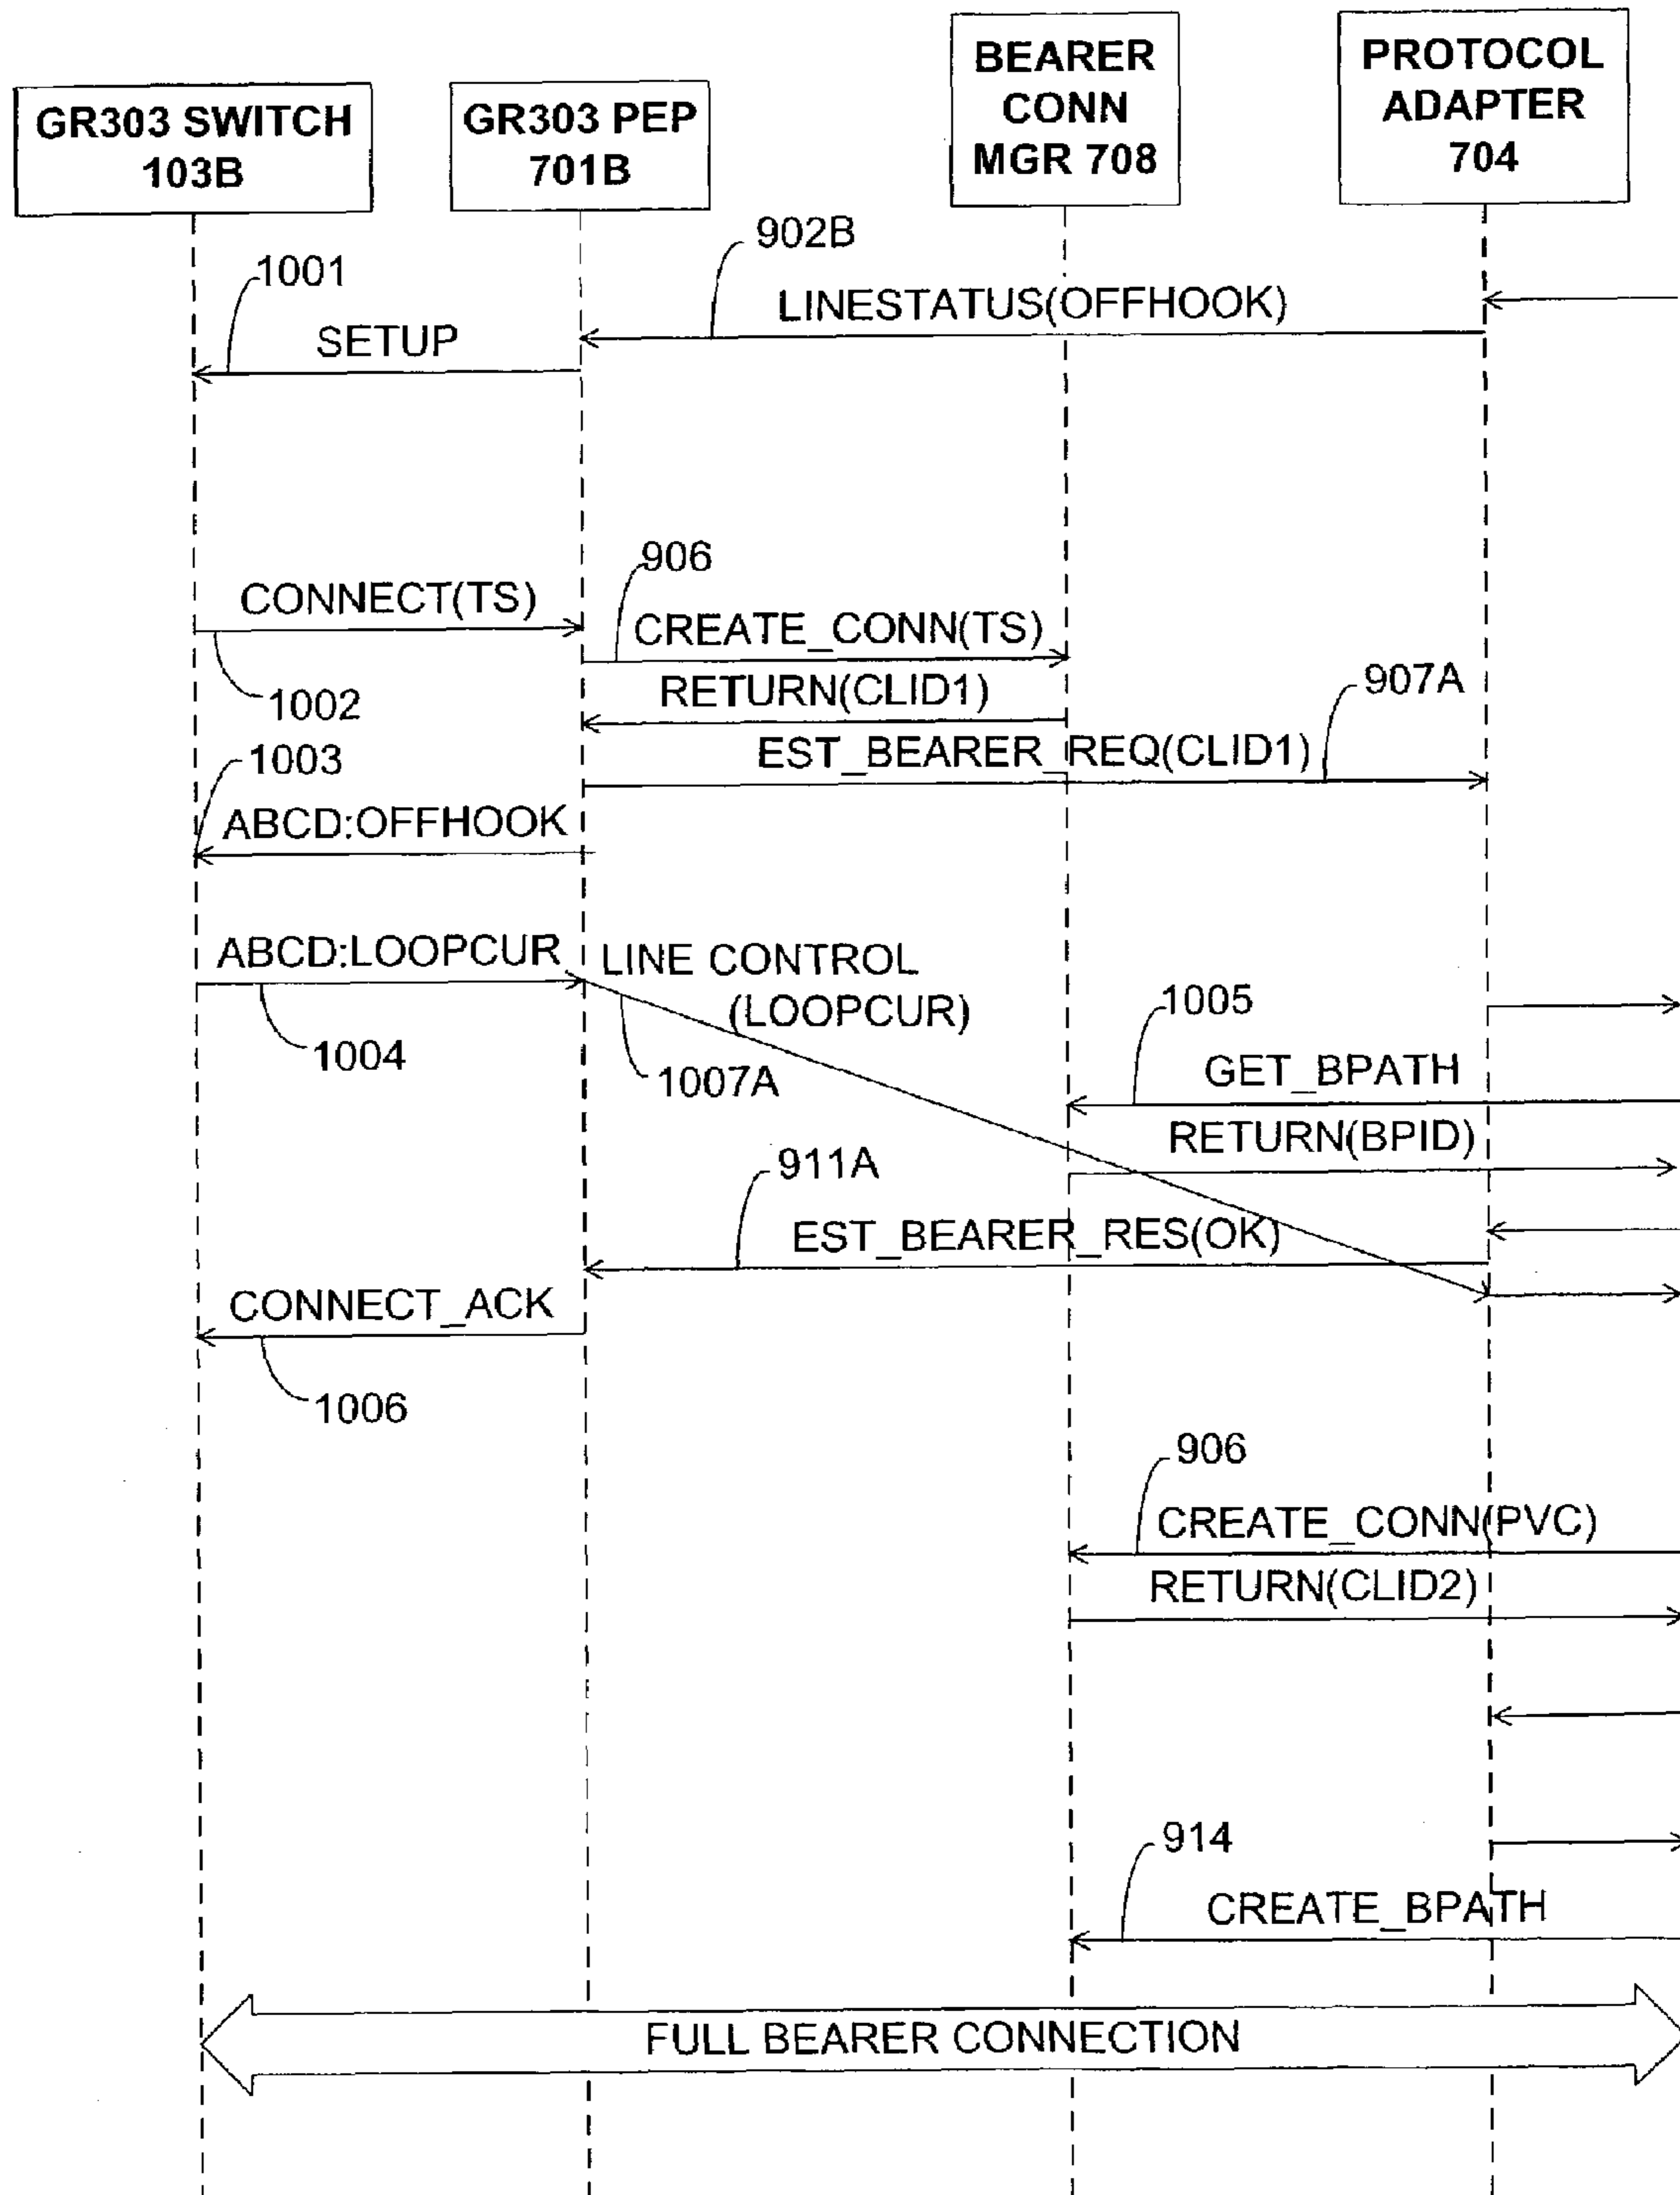 GR303 SWITCH
103B
GR303 PEP
701B
BEARER
CONN
MGR 708
PROTOCOL
ADAPTER
704
902B
1001
LINESTATUS(OFFHOOK)
SETUP
906
CONNECT(TS)
CREATE_CONN(TS)
1002
RETURN(CLID1)
907A
1003
EST_BEARER_REQ(CLID1)
ABCD:OFFHOOK
ABCD:LOOPCUR
LINE CONTROL
(LOOPCUR)
1005
1004
1007A
GET_BPATH
RETURN(BPID)
911A
EST_BEARER_RES(OK)
CONNECT_ACK
1006
906
CREATE_CONN(PVC)
RETURN(CLID2)
914
CREATE_BPATH
FULL BEARER CONNECTION